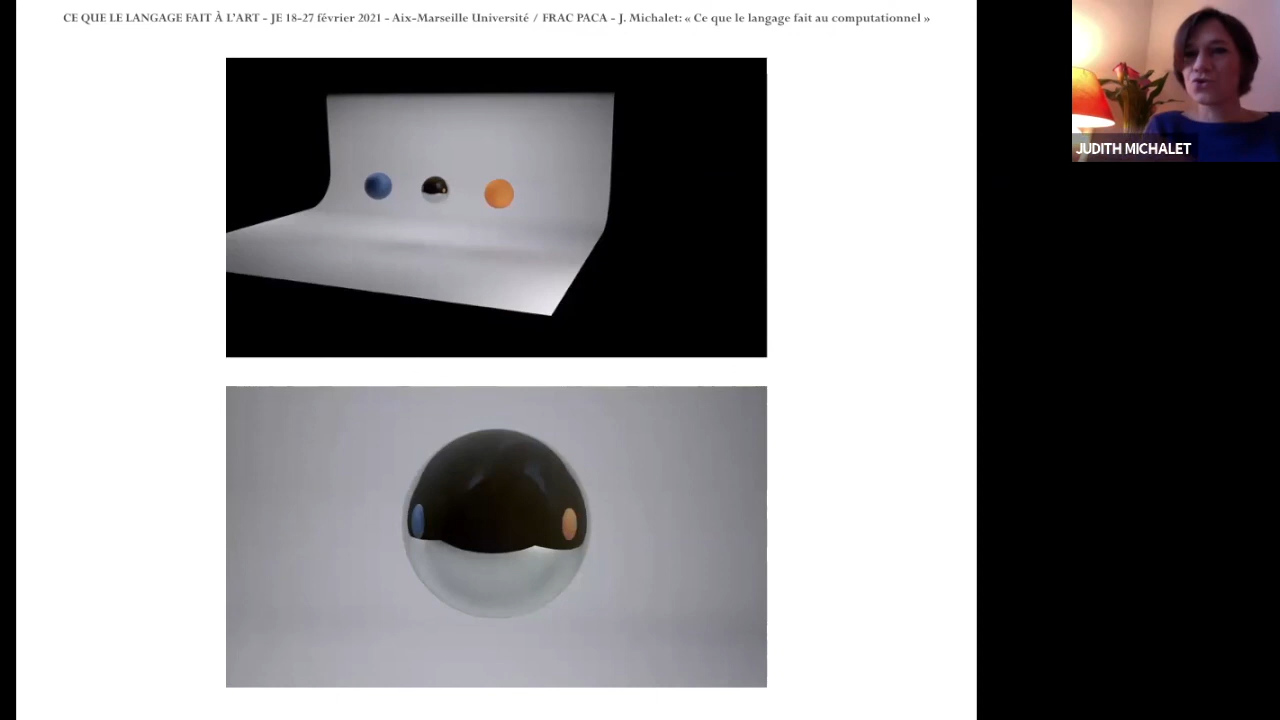 CE QUE LE LANGAGE FAIT À L'ART – JE 18-27 février 2021 - Aix-Marseille Université / FRAC PACA - J. Michalet: « Ce que le langage fait au computationnel »
JUDITH MICHALET